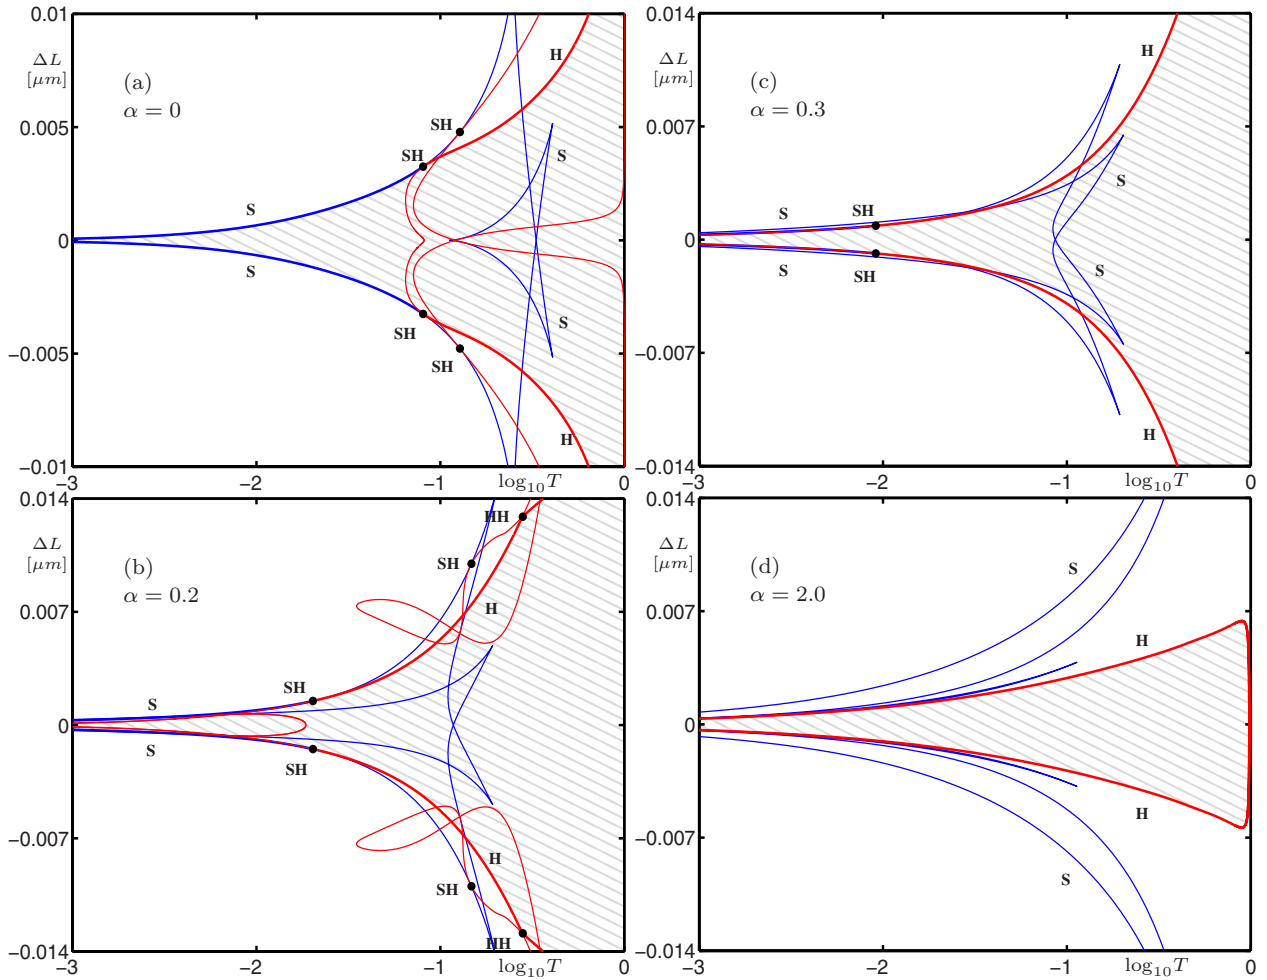 0.01
ΔL
[μm]
(a)
α = 0
0.005
0
−0.005
−0.01
S
S
SH
SH
SH
SH
H
S
S
H
−3
−2
−1
log₁₀T
0
0.014
ΔL
[μm]
(c)
α = 0.3
0.007
0
−0.007
−0.014
S
S
SH
SH
H
S
S
H
−3
−2
−1
log₁₀T
0
0.014
ΔL
[μm]
(b)
α = 0.2
0.007
0
−0.007
−0.014
S
S
SH
SH
SH
SH
HH
H
H
HH
−3
−2
−1
log₁₀T
0
0.014
ΔL
[μm]
(d)
α = 2.0
0.007
0
−0.007
−0.014
S
H
H
S
−3
−2
−1
log₁₀T
0